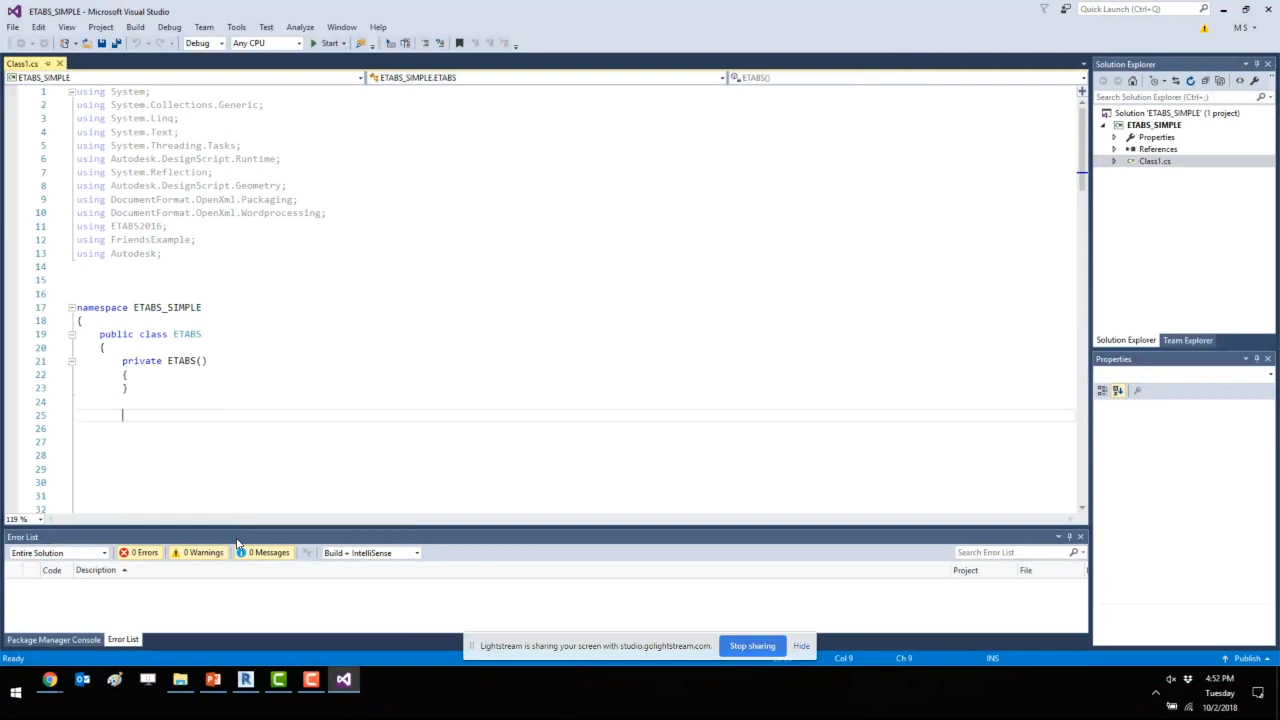 ETABS_SIMPLE - Microsoft Visual Studio
Quick Launch (Ctrl+Q)
File Edit View Project Build Debug Team Tools Test Analyze Window Help
M S
Debug Any CPU Start
Class1.cs
ETABS_SIMPLE ETABS_SIMPLE.ETABS ETABS()
1 using System;
2 using System.Collections.Generic;
3 using System.Linq;
4 using System.Text;
5 using System.Threading.Tasks;
6 using Autodesk.DesignScript.Runtime;
7 using System.Reflection;
8 using Autodesk.DesignScript.Geometry;
9 using DocumentFormat.OpenXml.Packaging;
10 using DocumentFormat.OpenXml.Wordprocessing;
11 using ETABS2016;
12 using FriendsExample;
13 using Autodesk;
14
15
16
17 namespace ETABS_SIMPLE
18 {
19 public class ETABS
20 {
21 private ETABS()
22 {
23 }
24
25
26
27
28
29
30
31
32
119 %
Solution Explorer
Search Solution Explorer (Ctrl+;)
Solution 'ETABS_SIMPLE' (1 project)
ETABS_SIMPLE
Properties
References
Class1.cs
Solution Explorer Team Explorer
Properties
Error List
Entire Solution 0 Errors 0 Warnings 0 Messages Build + IntelliSense Search Error List
Code Description Project File
Package Manager Console Error List
Lightstream is sharing your screen with studio.golightstream.com. Stop sharing Hide
Ready Col 9 Ch 9 INS Publish
4:52 PM
Tuesday
10/2/2018